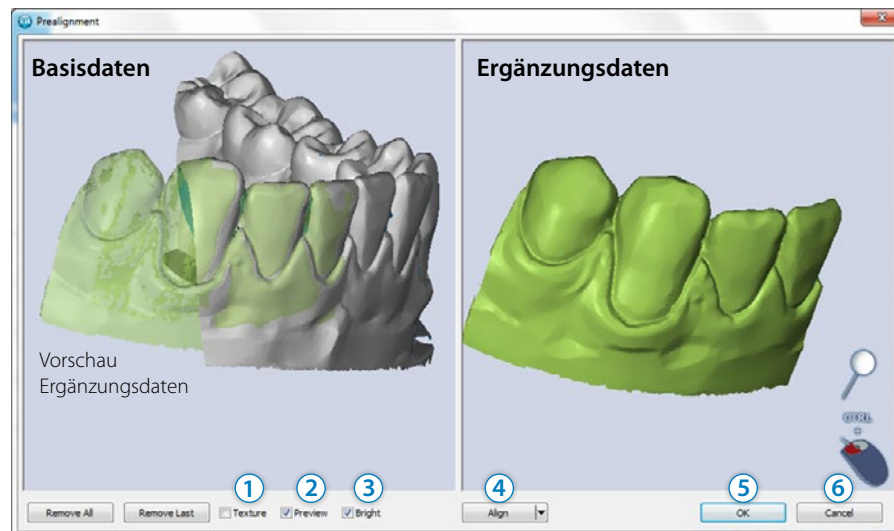 Prealignment
Basisdaten
Ergänzungsdaten
Vorschau
Ergänzungsdaten
CTRL
+
1 2 3 4 5 6
Remove All Remove Last Texture Preview Bright Align OK Cancel